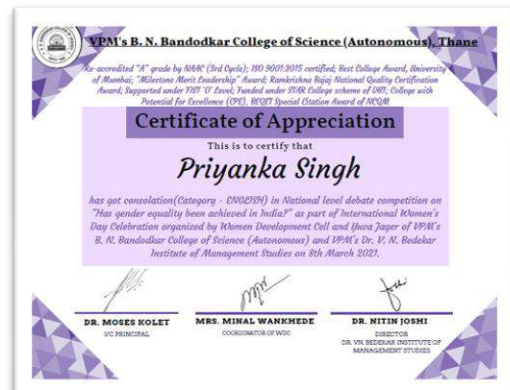 VPM's B. N. Bandodkar College of Science (Autonomous), Thane
Re-accredited "A" grade by NAAC (3rd Cycle); ISO 9001:2015 certified; Best College Award, University
of Mumbai; "Milestone Merit Leadership" Award; Ramkrishna Bajaj National Quality Certification
Award; Supported under FIST 'O' Level; Funded under STAR College scheme of DBT; College with
Potential for Excellence (CPE), BEQET Special Citation Award of NCQM
Certificate of Appreciation
This is to certify that
Priyanka Singh
has got consolation(Category - ENGLISH) in National level debate competition on
"Has gender equality been achieved in India?" as part of International Women's
Day Celebration organized by Women Development Cell and Yuva Jager of VPM's
B. N. Bandodkar College of Science (Autonomous) and VPM's Dr. V. N. Bedekar
Institute of Management Studies on 8th March 2021.
DR. MOSES KOLET
I/C PRINCIPAL
MRS. MINAL WANKHEDE
COORDINATOR OF WDC
DR. NITIN JOSHI
DIRECTOR
DR. VN BEDEKAR INSTITUTE OF
MANAGEMENT STUDIES